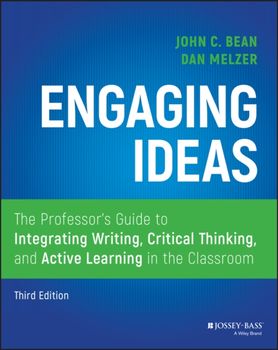 JOHN C. BEAN
DAN MELZER
ENGAGING
IDEAS
The Professor's Guide to
Integrating Writing, Critical Thinking,
and Active Learning in the Classroom
Third Edition
JOSSEY-BASS
A Wiley Brand